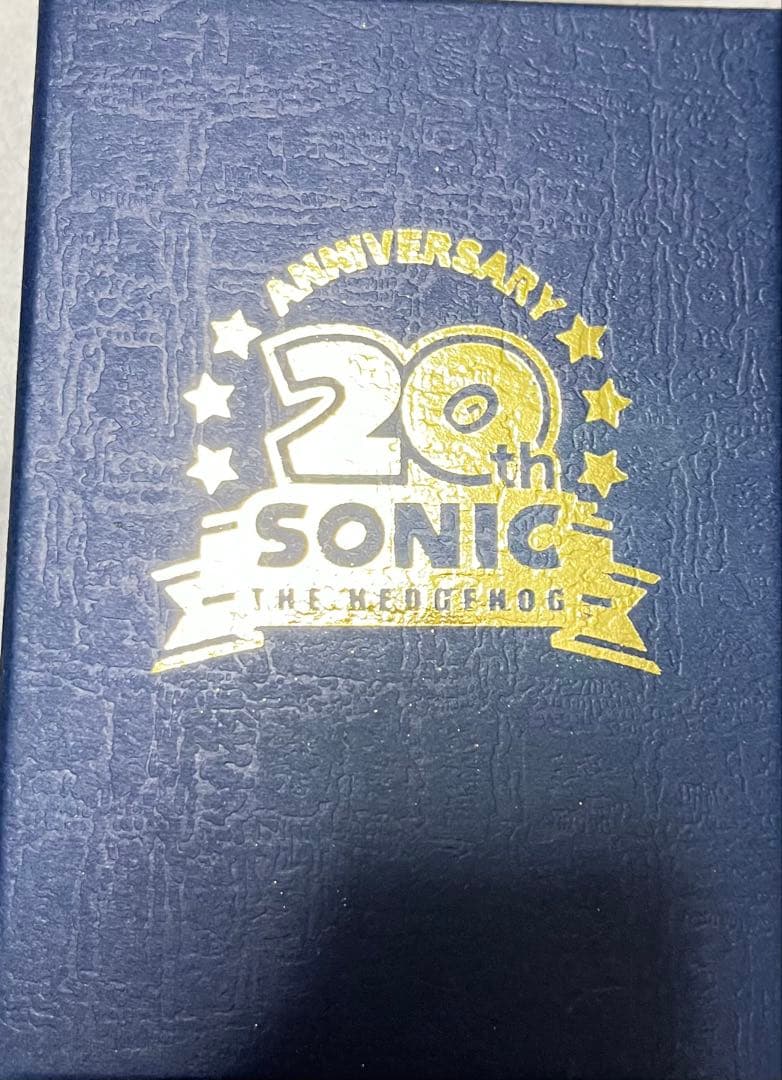 ANNIVERSARY
20th
SONIC
THE HEDGEHOG